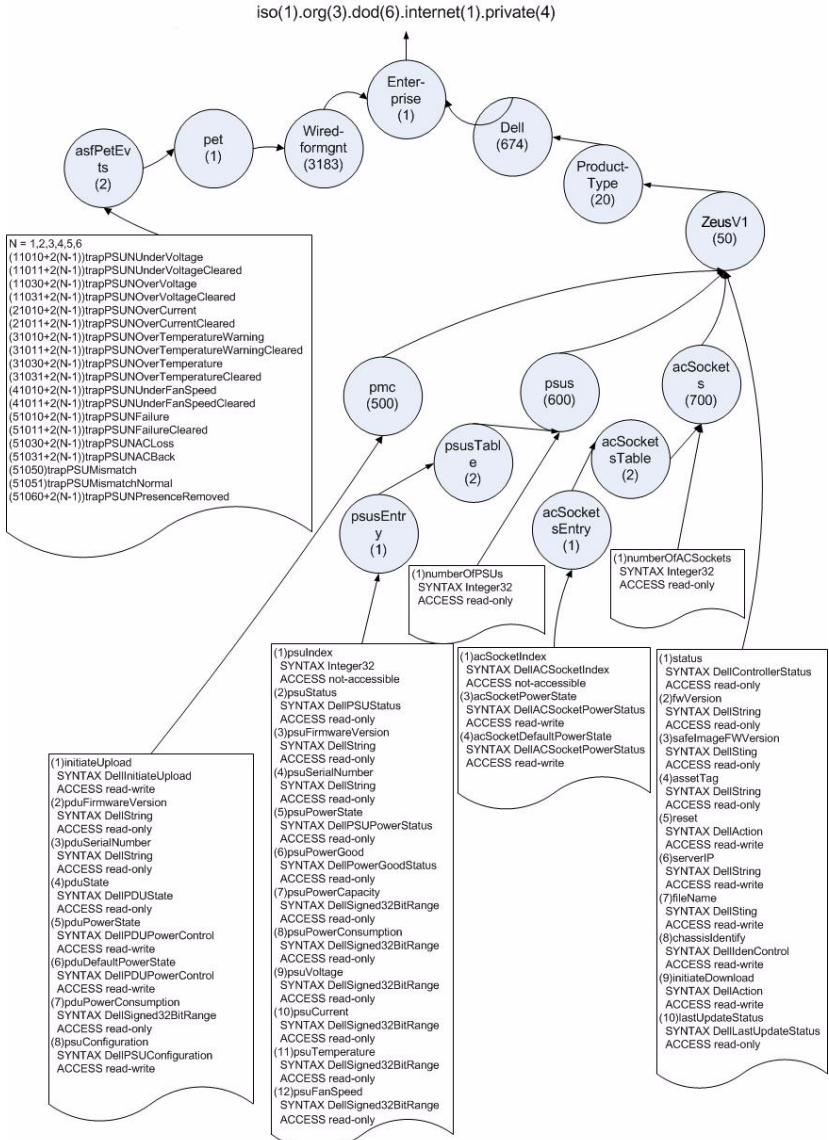 iso(1).org(3).dod(6).internet(1).private(4)
Enter-
prise
(1)
Wired-
formgnt
(3183)
pet
(1)
asfPetEv
ts
(2)
Dell
(674)
Product-
Type
(20)
ZeusV1
(50)
N = 1,2,3,4,5,6
(11010+2(N-1))trapPSUNUnderVoltage
(11011+2(N-1))trapPSUNUnderVoltageCleared
(11030+2(N-1))trapPSUNOverVoltage
(11031+2(N-1))trapPSUNOverVoltageCleared
(21010+2(N-1))trapPSUNOverCurrent
(21011+2(N-1))trapPSUNOverCurrentCleared
(31010+2(N-1))trapPSUNOverTemperatureWarning
(31011+2(N-1))trapPSUNOverTemperatureWarningCleared
(31030+2(N-1))trapPSUNOverTemperature
(31031+2(N-1))trapPSUNOverTemperatureCleared
(41010+2(N-1))trapPSUNUnderFanSpeed
(41011+2(N-1))trapPSUNUnderFanSpeedCleared
(51010+2(N-1))trapPSUNFailure
(51011+2(N-1))trapPSUNFailureCleared
(51030+2(N-1))trapPSUNACLoss
(51031+2(N-1))trapPSUNACBack
(51050)trapPSUMismatch
(51051)trapPSUMismatchNormal
(51060+2(N-1))trapPSUNPresenceRemoved
pmc
(500)
psus
(600)
acSocket
s
(700)
psusTabl
e
(2)
acSocket
sTable
(2)
psusEntr
y
(1)
acSocket
sEntry
(1)
(1)numberOfPSUs
SYNTAX Integer32
ACCESS read-only
(1)numberOfACSockets
SYNTAX Integer32
ACCESS read-only
(1)initiateUpload
SYNTAX DellInitiateUpload
ACCESS read-write
(2)pduFirmwareVersion
SYNTAX DellString
ACCESS read-only
(3)pduSerialNumber
SYNTAX DellString
ACCESS read-only
(4)pduState
SYNTAX DellPDUState
ACCESS read-only
(5)pduPowerState
SYNTAX DellPDUPowerControl
ACCESS read-write
(6)pduDefaultPowerState
SYNTAX DellPDUPowerControl
ACCESS read-write
(7)pduPowerConsumption
SYNTAX DellSigned32BitRange
ACCESS read-only
(8)psuConfiguration
SYNTAX DellPSUConfiguration
ACCESS read-write
(1)psuIndex
SYNTAX Integer32
ACCESS not-accessible
(2)psuStatus
SYNTAX DellPSUStatus
ACCESS read-only
(3)psuFirmwareVersion
SYNTAX DellString
ACCESS read-only
(4)psuSerialNumber
SYNTAX DellString
ACCESS read-only
(5)psuPowerState
SYNTAX DellPSUPowerStatus
ACCESS read-only
(6)psuPowerGood
SYNTAX DellPowerGoodStatus
ACCESS read-only
(7)psuPowerCapacity
SYNTAX DellSigned32BitRange
ACCESS read-only
(8)psuPowerConsumption
SYNTAX DellSigned32BitRange
ACCESS read-only
(9)psuVoltage
SYNTAX DellSigned32BitRange
ACCESS read-only
(10)psuCurrent
SYNTAX DellSigned32BitRange
ACCESS read-only
(11)psuTemperature
SYNTAX DellSigned32BitRange
ACCESS read-only
(12)psuFanSpeed
SYNTAX DellSigned32BitRange
ACCESS read-only
(1)acSocketIndex
SYNTAX DellACSocketIndex
ACCESS not-accessible
(3)acSocketPowerState
SYNTAX DellACSocketPowerStatus
ACCESS read-write
(4)acSocketDefaultPowerState
SYNTAX DellACSocketPowerStatus
ACCESS read-write
(1)status
SYNTAX DellControllerStatus
ACCESS read-only
(2)fwVersion
SYNTAX DellString
ACCESS read-only
(3)safeImageFWVersion
SYNTAX DellSting
ACCESS read-only
(4)assetTag
ACCESS read-only
(5)reset
SYNTAX DellAction
ACCESS read-write
(6)serverIP
SYNTAX DellString
ACCESS read-write
(7)fileName
SYNTAX DellSting
ACCESS read-write
(8)chassisIdentify
SYNTAX DellIdenControl
ACCESS read-write
(9)initiateDownload
SYNTAX DellAction
ACCESS read-write
(10)lastUpdateStatus
SYNTAX DellLastUpdateStatus
ACCESS read-only